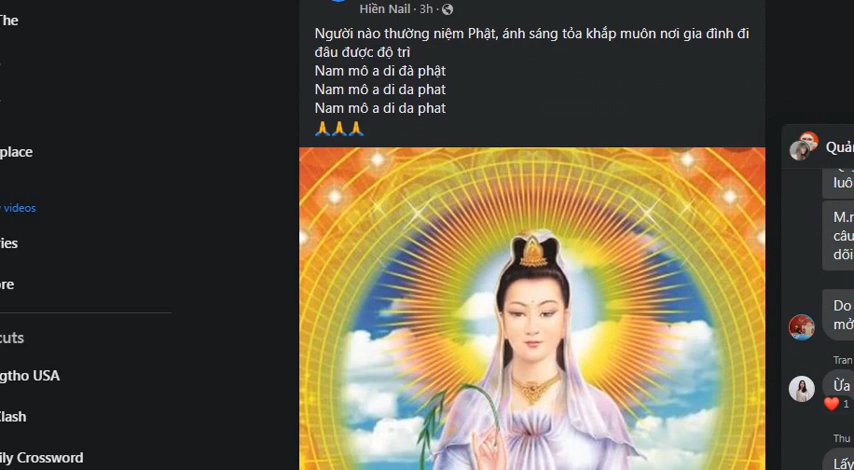 The
place
videos
ies
ore
cuts
gtho USA
Clash
ily Crossword
Hiền Nail · 3h ·
Người nào thường niệm Phật, ánh sáng tỏa khắp muôn nơi gia đình đi
đâu được độ trì
Nam mô a di đà phật
Nam mô a di da phat
Nam mô a di da phat
🙏🙏🙏
Quản
luô
M.r
câu
dõi
Do
mở
Tran
Ừa
1
Thu
Lấy